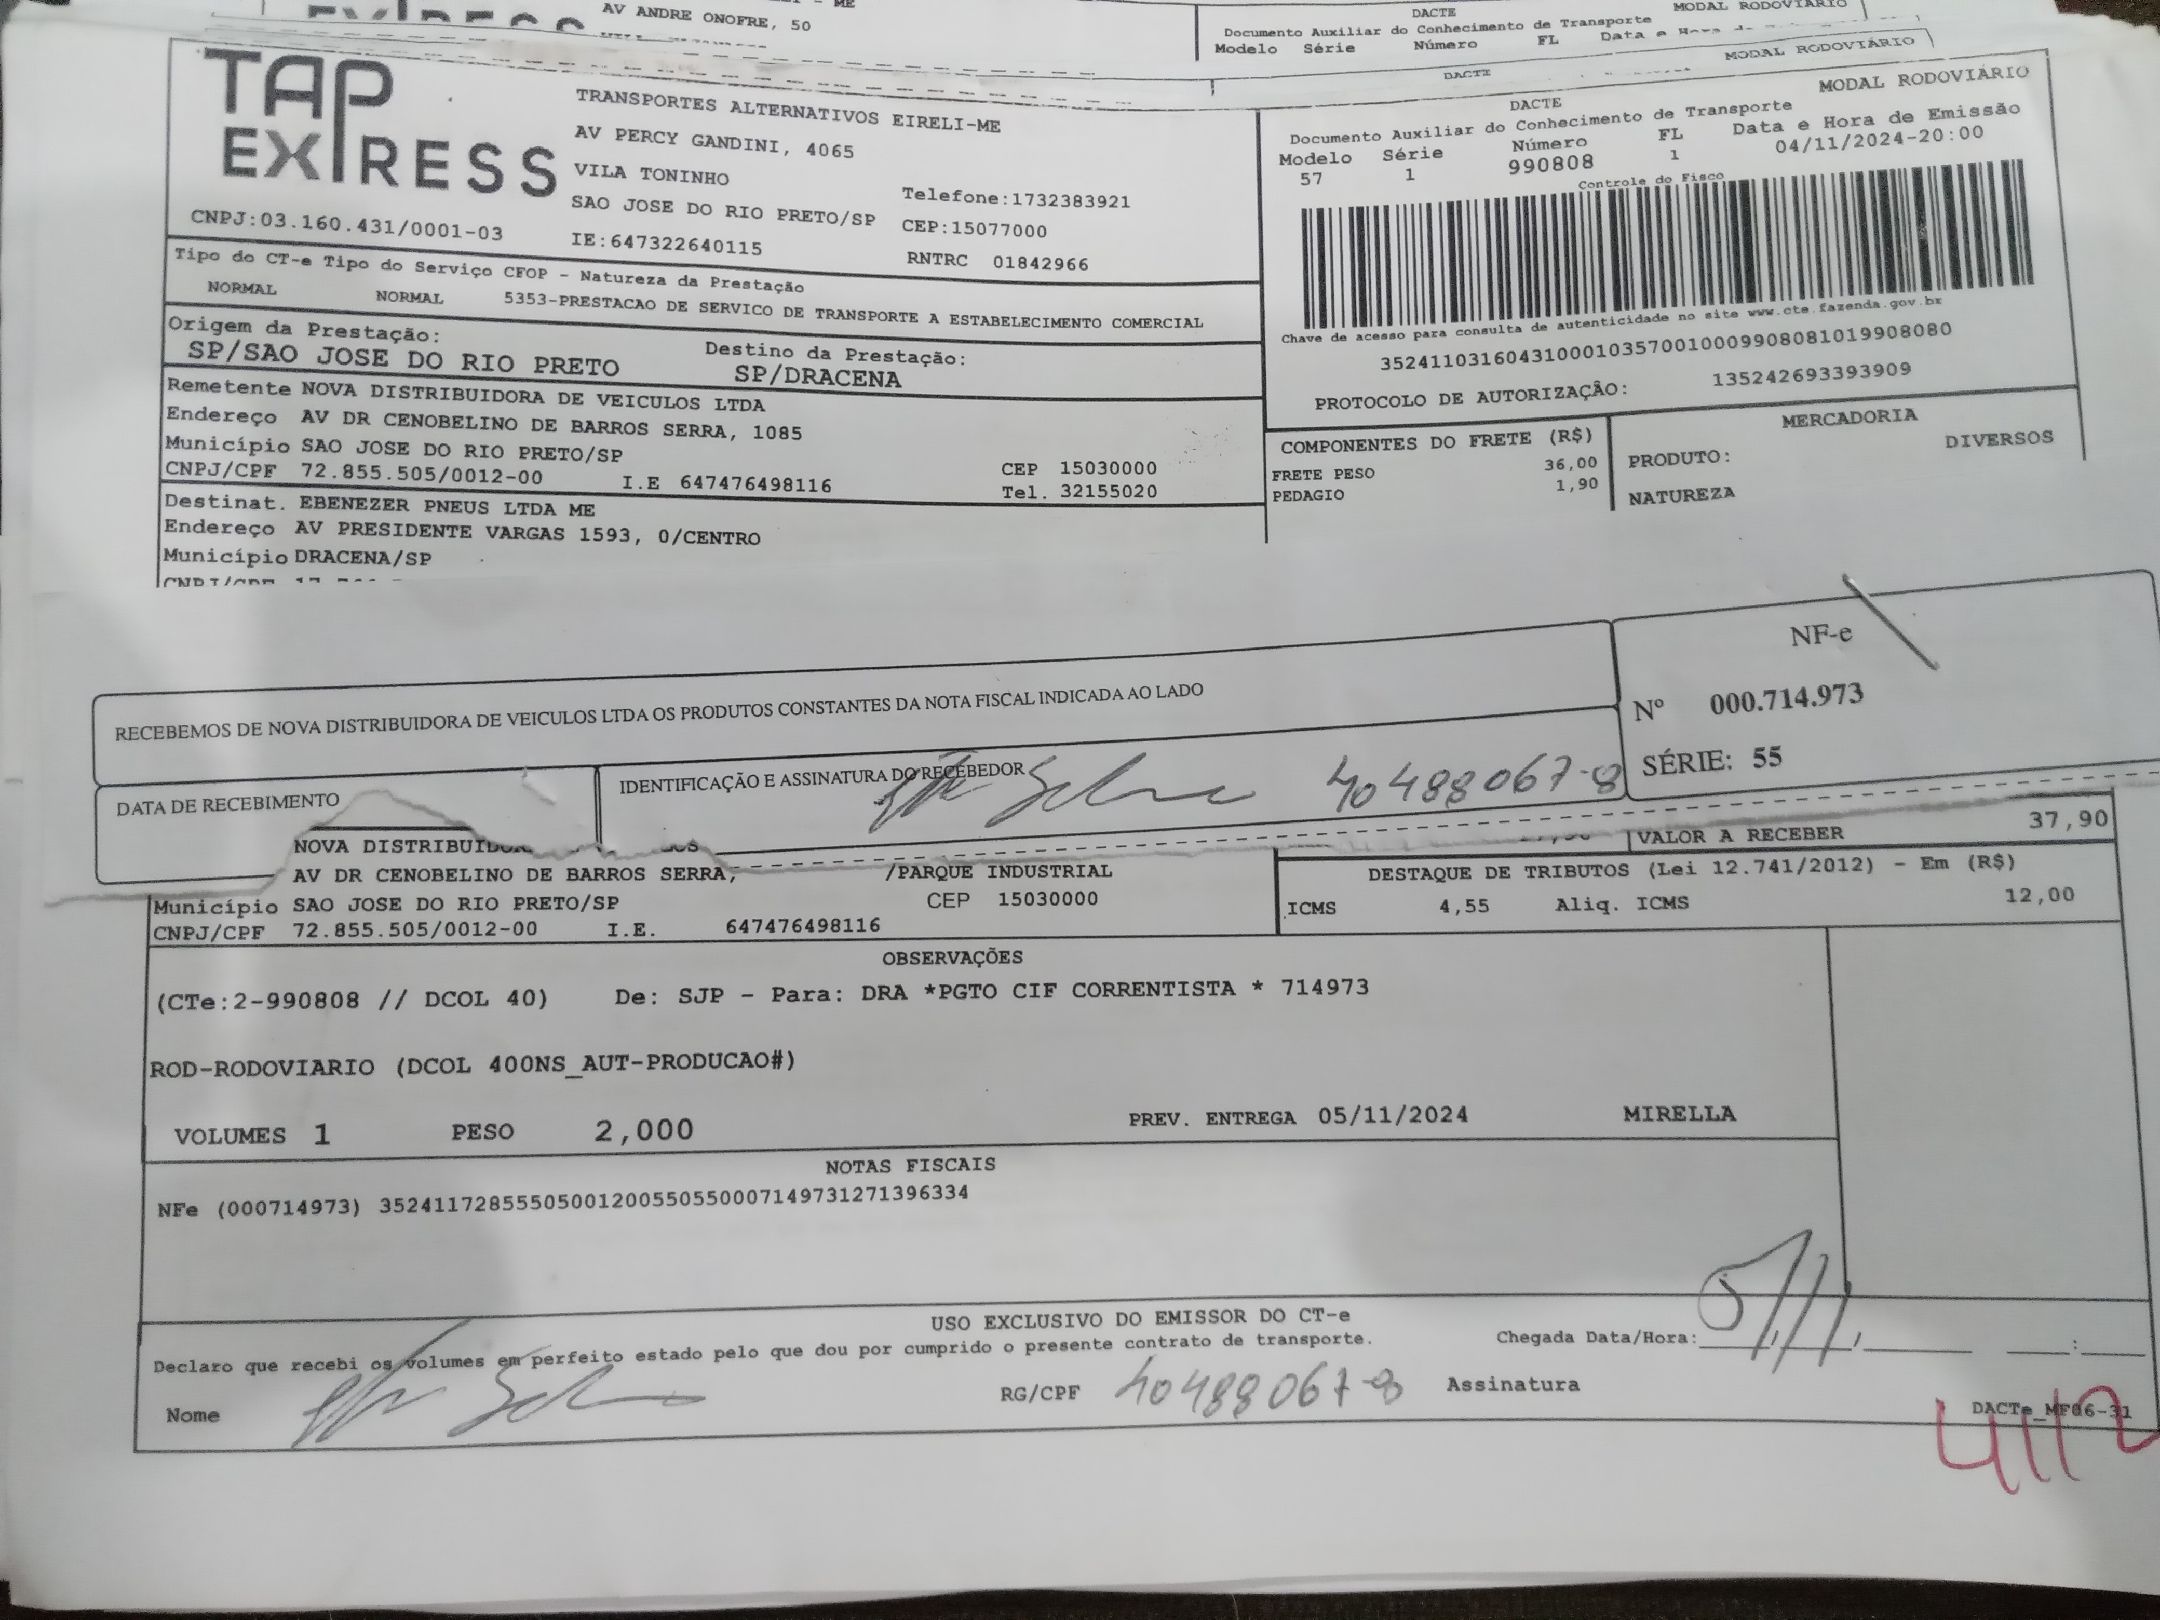 AV ANDRE ONOFRE, 50
DACTE
MODAL RODOVIÁRIO
Documento Auxiliar do Conhecimento de Transporte
Modelo Série Número FL
DACTE
MODAL RODOVIÁRIO
TAP EXPRESS
CNPJ:03.160.431/0001-03
TRANSPORTES ALTERNATIVOS EIRELI-ME
AV PERCY GANDINI, 4065
VILA TONINHO
SAO JOSE DO RIO PRETO/SP
IE:647322640115
Telefone:1732383921
CEP:15077000
RNTRC 01842966
MODAL RODOVIÁRIO
DACTE
Documento Auxiliar do Conhecimento de Transporte
Modelo Série Número FL Data e Hora de Emissão
57 1 990808 1 04/11/2024-20:00
Controle do Fisco
Chave de acesso para consulta de autenticidade no site www.cte.fazenda.gov.br
35241103160431000103570010009908081019908080
PROTOCOLO DE AUTORIZAÇÃO: 135242693393909
Tipo do CT-e Tipo do Serviço CFOP - Natureza da Prestação
NORMAL NORMAL 5353-PRESTACAO DE SERVICO DE TRANSPORTE A ESTABELECIMENTO COMERCIAL
Origem da Prestação: Destino da Prestação:
SP/SAO JOSE DO RIO PRETO SP/DRACENA
Remetente NOVA DISTRIBUIDORA DE VEICULOS LTDA
Endereço AV DR CENOBELINO DE BARROS SERRA, 1085
Município SAO JOSE DO RIO PRETO/SP CEP 15030000
CNPJ/CPF 72.855.505/0012-00 I.E 647476498116 Tel. 32155020
COMPONENTES DO FRETE (R$)
FRETE PESO 36,00
PEDAGIO 1,90
MERCADORIA
PRODUTO: DIVERSOS
NATUREZA
Destinat. EBENEZER PNEUS LTDA ME
Endereço AV PRESIDENTE VARGAS 1593, 0/CENTRO
Município DRACENA/SP
RECEBEMOS DE NOVA DISTRIBUIDORA DE VEICULOS LTDA OS PRODUTOS CONSTANTES DA NOTA FISCAL INDICADA AO LADO
NF-e
Nº 000.714.973
SÉRIE: 55
DATA DE RECEBIMENTO
IDENTIFICAÇÃO E ASSINATURA DO RECEBEDOR
40488067-8
VALOR A RECEBER 37,90
NOVA DISTRIBUIDORA
AV DR CENOBELINO DE BARROS SERRA, /PARQUE INDUSTRIAL
Município SAO JOSE DO RIO PRETO/SP CEP 15030000
CNPJ/CPF 72.855.505/0012-00 I.E. 647476498116
DESTAQUE DE TRIBUTOS (Lei 12.741/2012) - Em (R$)
ICMS 4,55 Aliq. ICMS 12,00
OBSERVAÇÕES
(CTe:2-990808 // DCOL 40) De: SJP - Para: DRA *PGTO CIF CORRENTISTA * 714973
ROD-RODOVIARIO (DCOL 400NS_AUT-PRODUCAO#)
VOLUMES 1 PESO 2,000 PREV. ENTREGA 05/11/2024 MIRELLA
NOTAS FISCAIS
NFe (000714973) 35241172855505001200550550007149731271396334
USO EXCLUSIVO DO EMISSOR DO CT-e
Declaro que recebi os volumes em perfeito estado pelo que dou por cumprido o presente contrato de transporte.
Chegada Data/Hora: 5/11
Nome RG/CPF 40488067-8 Assinatura
DACTe_MF06-31
4112